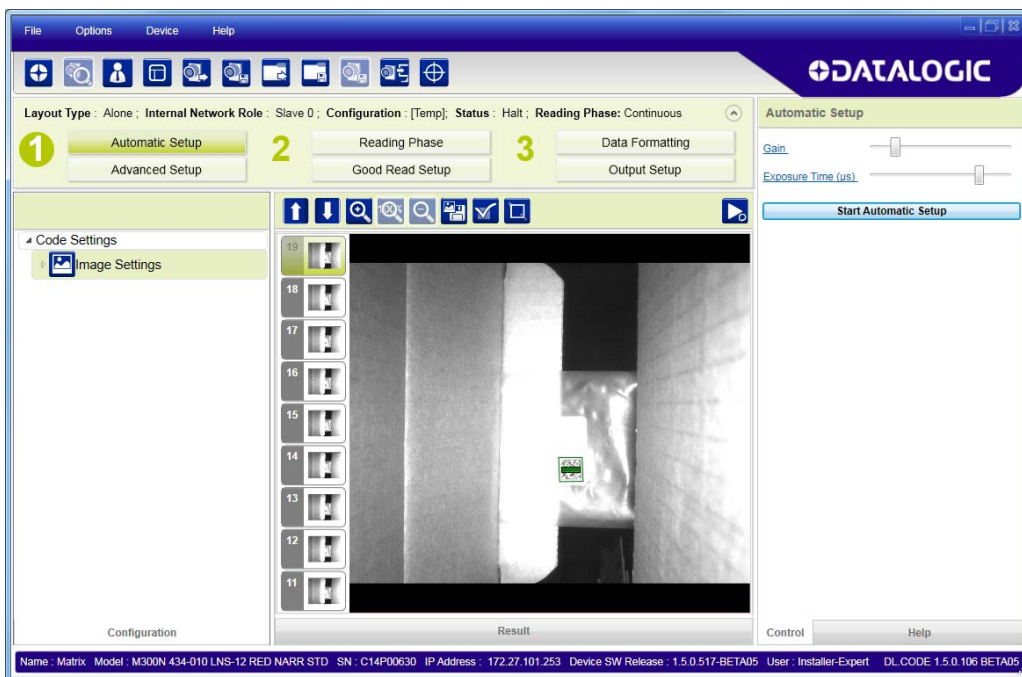 File Options Device Help
DATALOGIC
Layout Type : Alone ; Internal Network Role : Slave 0 ; Configuration : [Temp]; Status : Halt ; Reading Phase: Continuous
1 Automatic Setup 2 Reading Phase 3 Data Formatting
Advanced Setup Good Read Setup Output Setup
Automatic Setup
Gain
Exposure Time (µs)
Start Automatic Setup
100%
Code Settings
Image Settings
19
18
17
16
15
14
13
12
11
Configuration Result Control Help
Name : Matrix Model : M300N 434-010 LNS-12 RED NARR STD SN : C14P00630 IP Address : 172.27.101.253 Device SW Release : 1.5.0.517-BETA05 User : Installer-Expert DL.CODE 1.5.0.106 BETA05